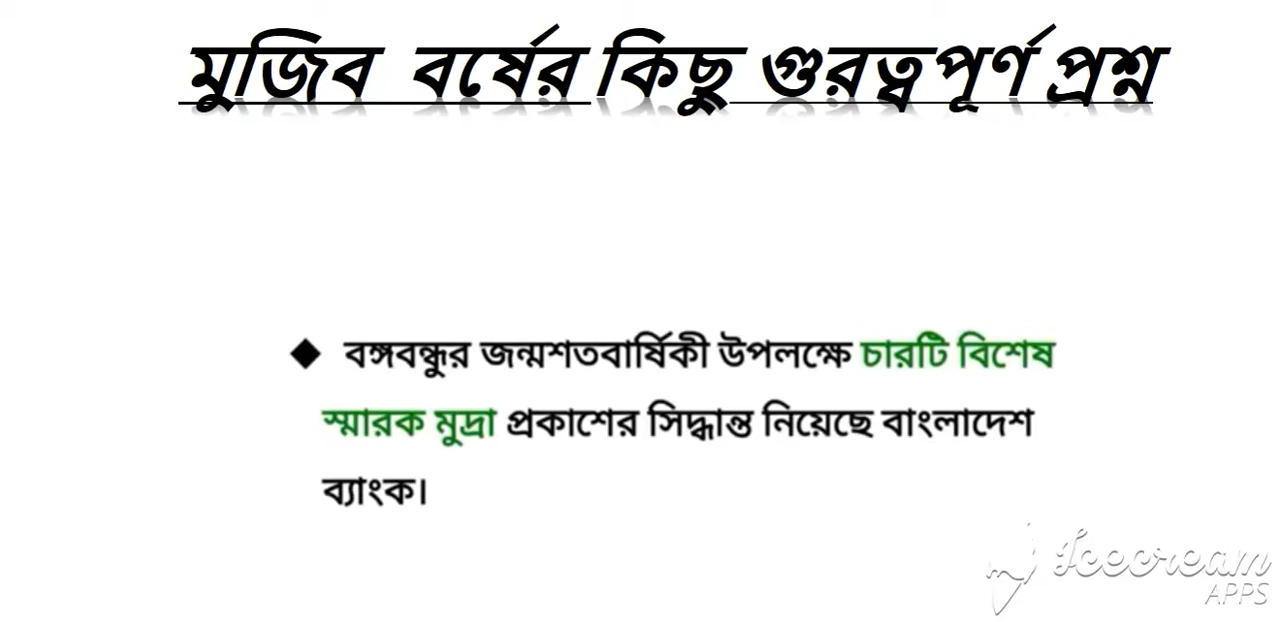 মুজিব বর্ষের কিছু গুরত্বপূর্ণ প্রশ্ন
◆ বঙ্গবন্ধুর জন্মশতবার্ষিকী উপলক্ষে চারটি বিশেষ
স্মারক মুদ্রা প্রকাশের সিদ্ধান্ত নিয়েছে বাংলাদেশ
ব্যাংক।
Icecream
APPS